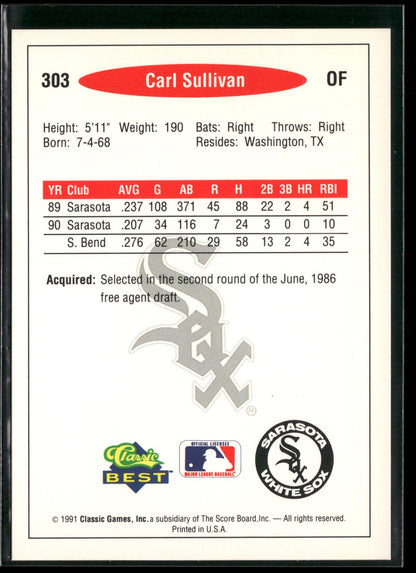 303 Carl Sullivan OF
Height: 5'11" Weight: 190 Bats: Right Throws: Right
Born: 7-4-68 Resides: Washington, TX
YR Club AVG G AB R H 2B 3B HR RBI
89 Sarasota .237 108 371 45 88 22 2 4 51
90 Sarasota .207 34 116 7 24 3 0 0 10
S. Bend .276 62 210 29 58 13 2 4 35
Acquired: Selected in the second round of the June, 1986
free agent draft.
Sox
®
Classic
BEST
OFFICIAL LICENSEE
MAJOR LEAGUE BASEBALL
SARASOTA
Sox
WHITE SOX
© 1991 Classic Games, Inc. a subsidiary of The Score Board, Inc. — All rights reserved.
Printed in U.S.A.